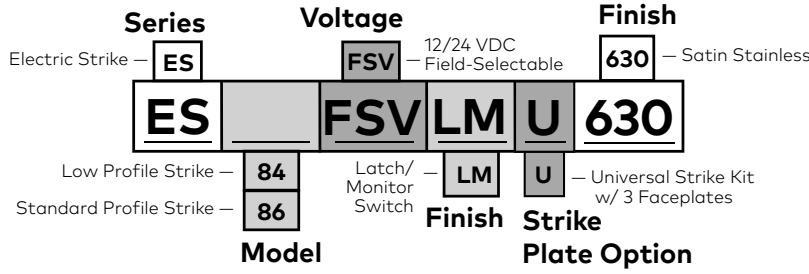 Series
Voltage
Finish
Electric Strike – ES
FSV – 12/24 VDC
Field-Selectable
630 – Satin Stainless
ES FSV LM U 630
Low Profile Strike – 84
Standard Profile Strike – 86
Model
Latch/
Monitor
Switch
– LM
Finish
U – Universal Strike Kit
w/ 3 Faceplates
Strike
Plate Option